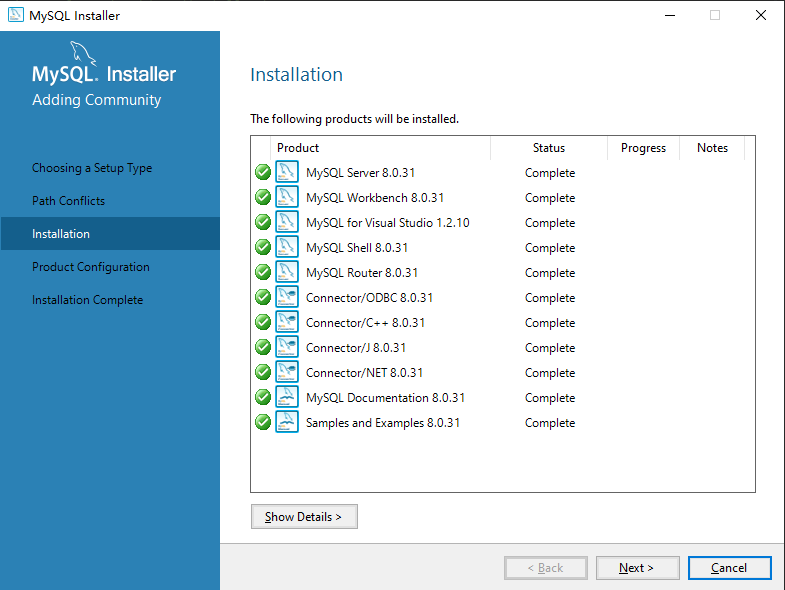 MySQL Installer
MySQL. Installer
Adding Community
Choosing a Setup Type
Path Conflicts
Installation
Product Configuration
Installation Complete
Installation
The following products will be installed.
Product Status Progress Notes
MySQL Server 8.0.31 Complete
MySQL Workbench 8.0.31 Complete
MySQL for Visual Studio 1.2.10 Complete
MySQL Shell 8.0.31 Complete
MySQL Router 8.0.31 Complete
Connector/ODBC 8.0.31 Complete
Connector/C++ 8.0.31 Complete
Connector/J 8.0.31 Complete
Connector/NET 8.0.31 Complete
MySQL Documentation 8.0.31 Complete
Samples and Examples 8.0.31 Complete
Show Details >
< Back Next > Cancel